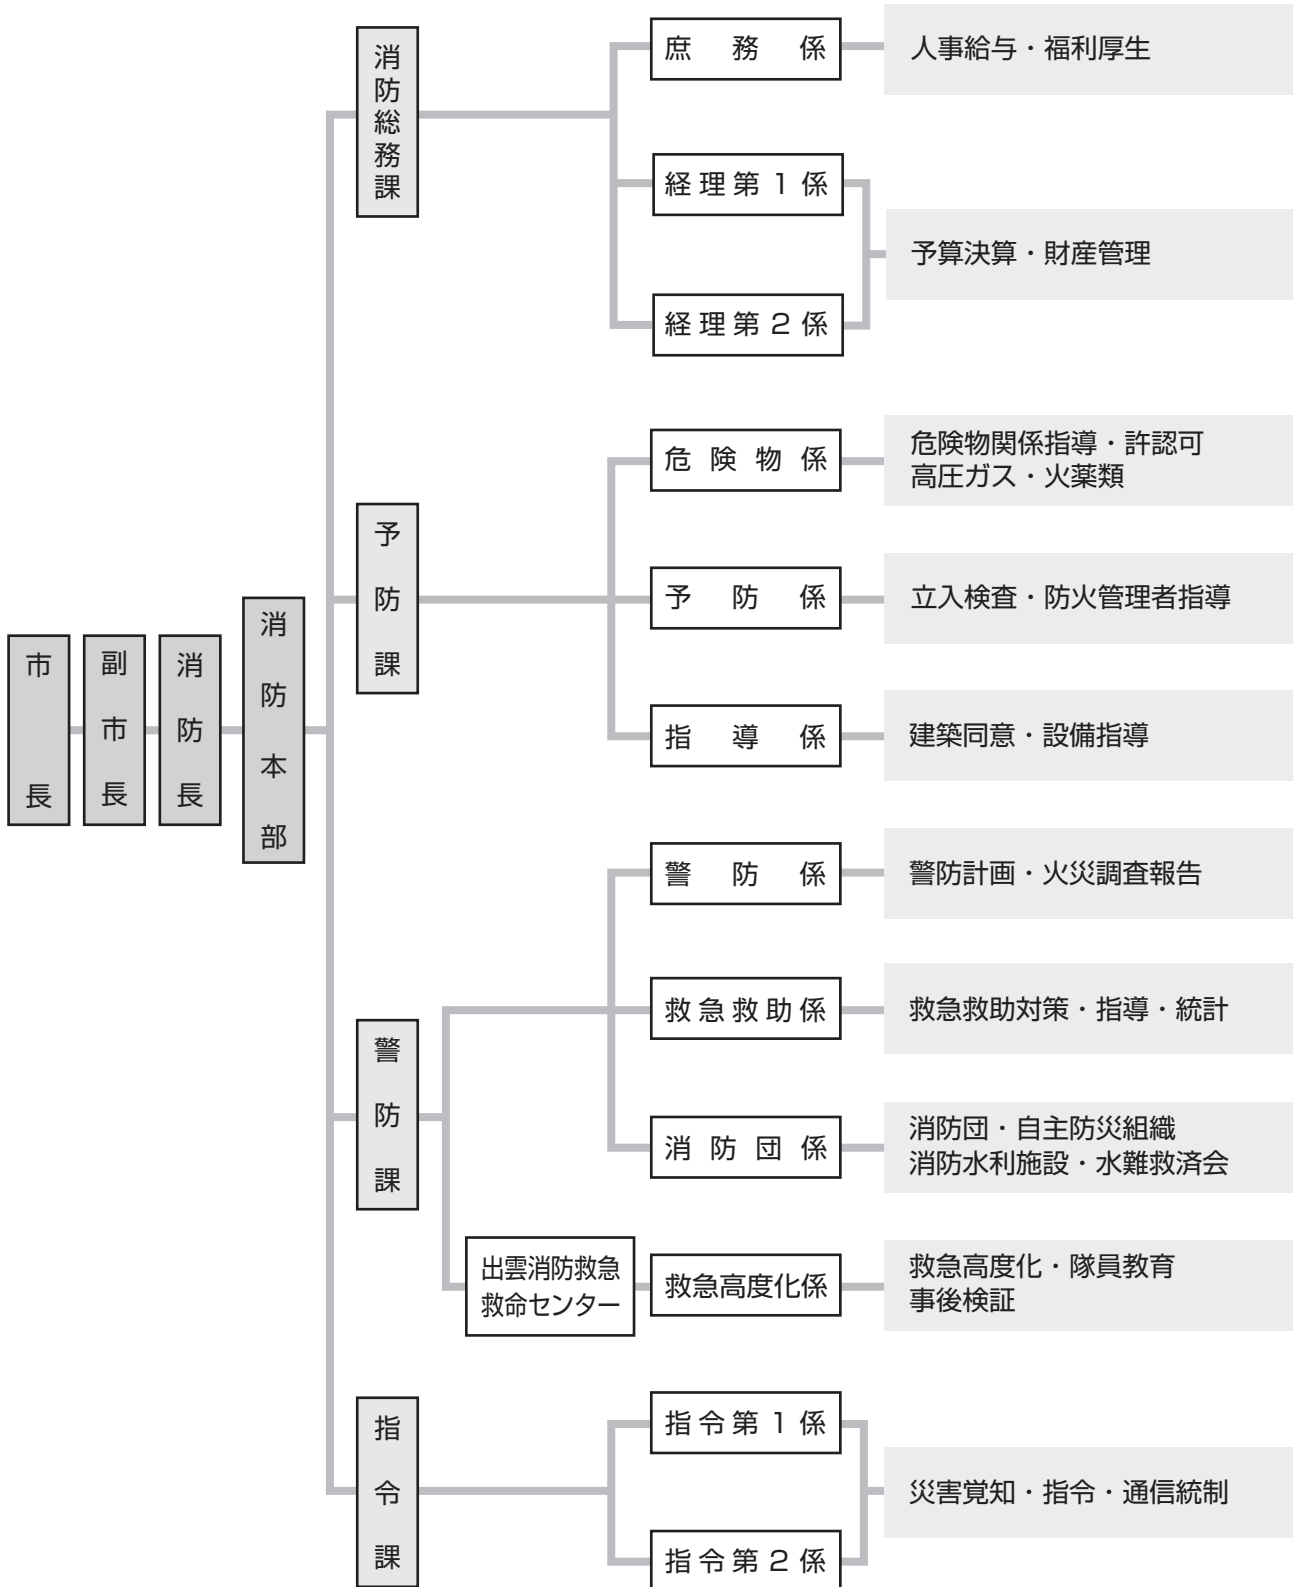 市長
副市長
消防長
消防本部
消防総務課
庶務係
人事給与・福利厚生
経理第1係
経理第2係
予算決算・財産管理
予防課
危険物係
危険物関係指導・許認可
高圧ガス・火薬類
予防係
立入検査・防火管理者指導
指導係
建築同意・設備指導
警防課
警防係
警防計画・火災調査報告
救急救助係
救急救助対策・指導・統計
消防団係
消防団・自主防災組織
消防水利施設・水難救済会
出雲消防救急
救命センター
救急高度化係
救急高度化・隊員教育
事後検証
指令課
指令第1係
指令第2係
災害覚知・指令・通信統制